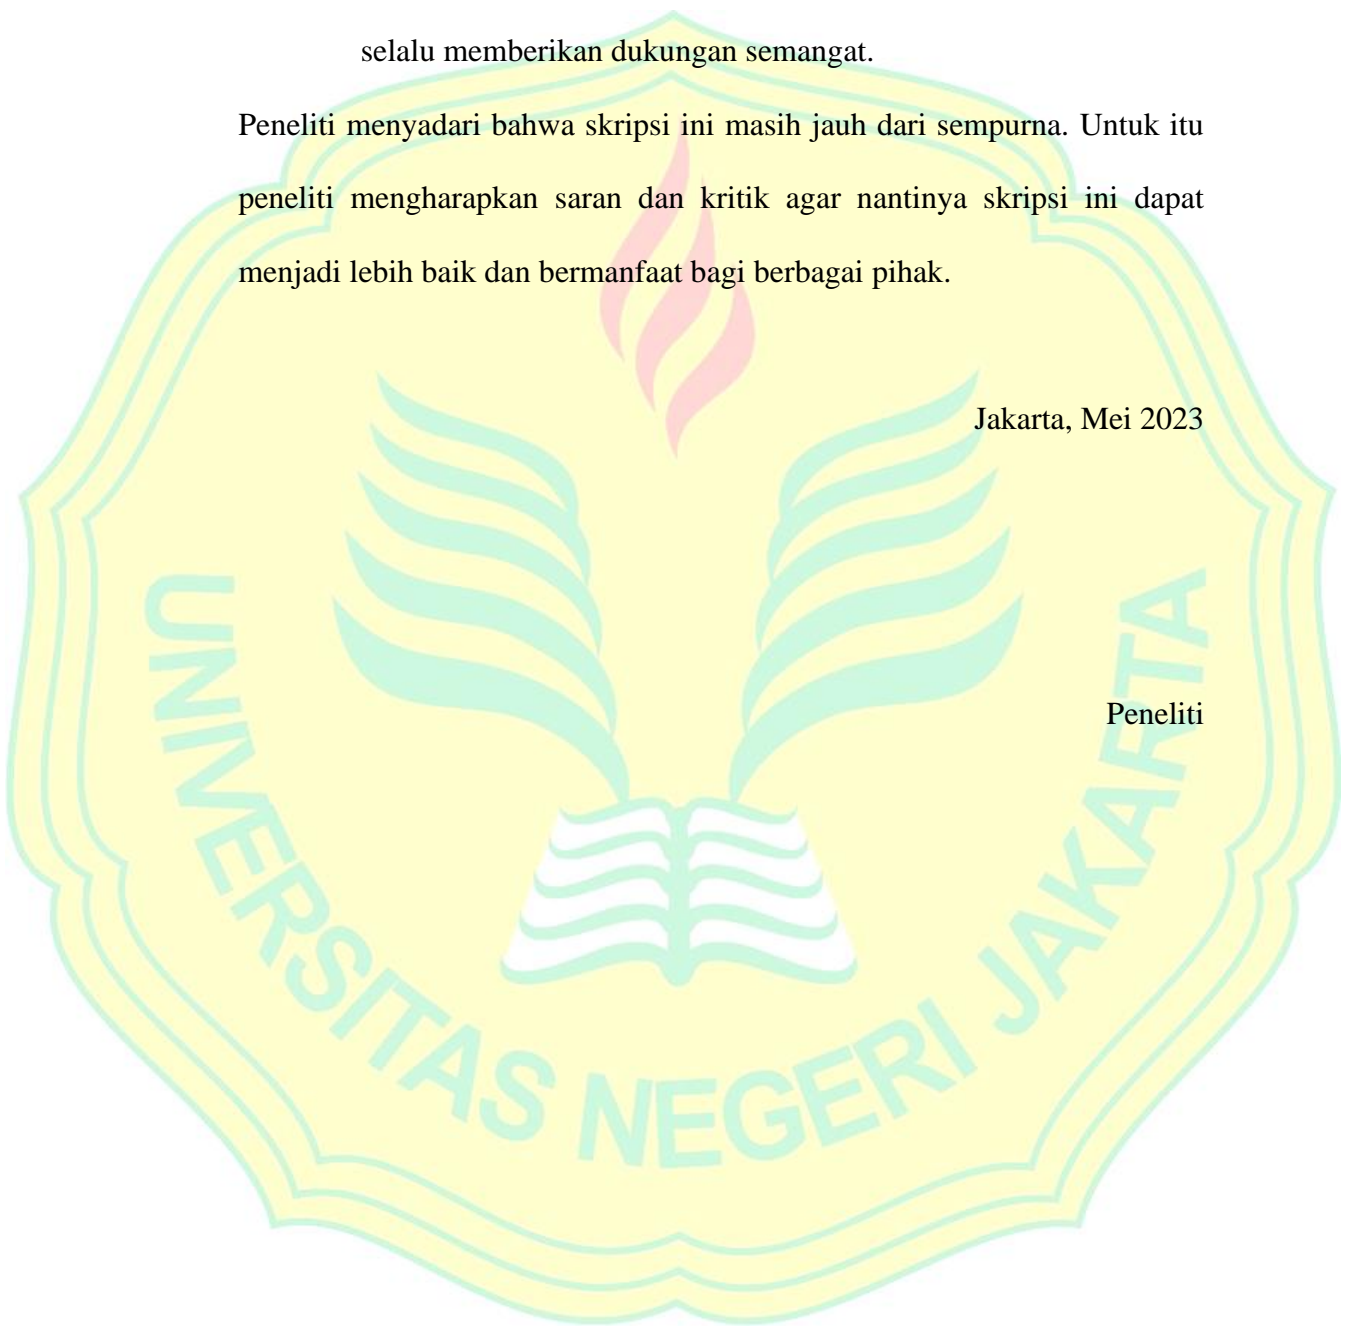 selalu memberikan dukungan semangat.
Peneliti menyadari bahwa skripsi ini masih jauh dari sempurna. Untuk itu
peneliti mengharapkan saran dan kritik agar nantinya skripsi ini dapat
menjadi lebih baik dan bermanfaat bagi berbagai pihak.
Jakarta, Mei 2023
Peneliti
UNIVERSITAS NEGERI JAKARTA